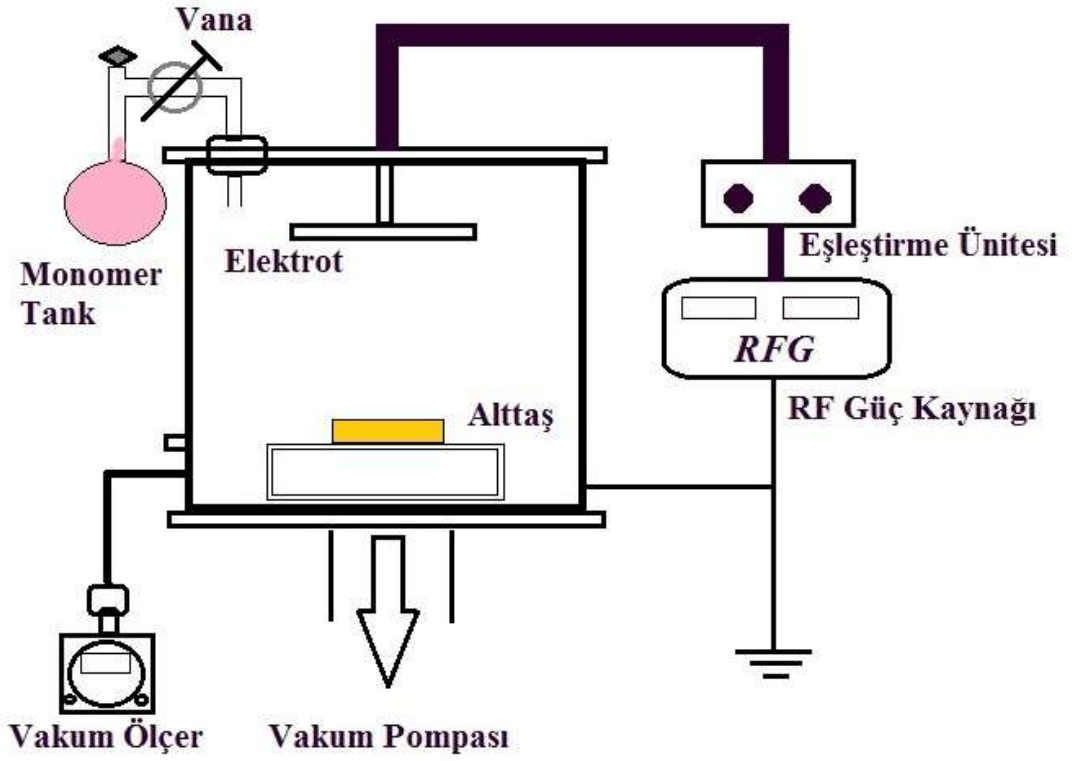 Vana
Elektrot
Monomer
Tank
Eşleştirme Ünitesi
RFG
RF Güç Kaynağı
Alttaş
Vakum Ölçer
Vakum Pompası